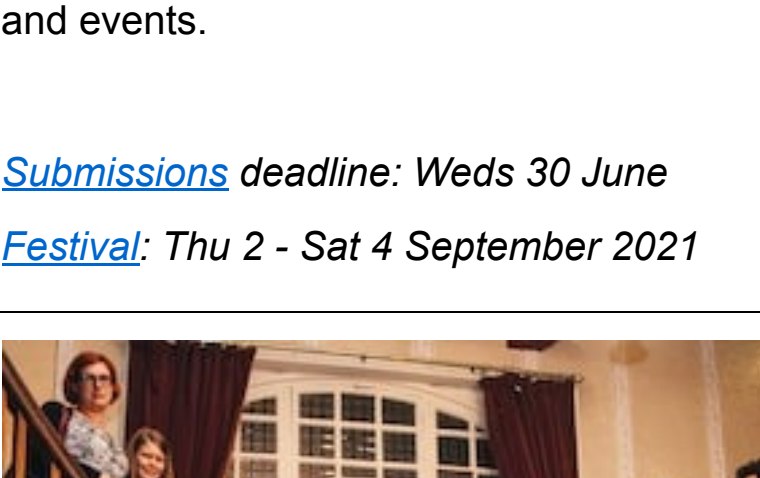 and events.
Submissions deadline: Weds 30 June
Festival: Thu 2 - Sat 4 September 2021